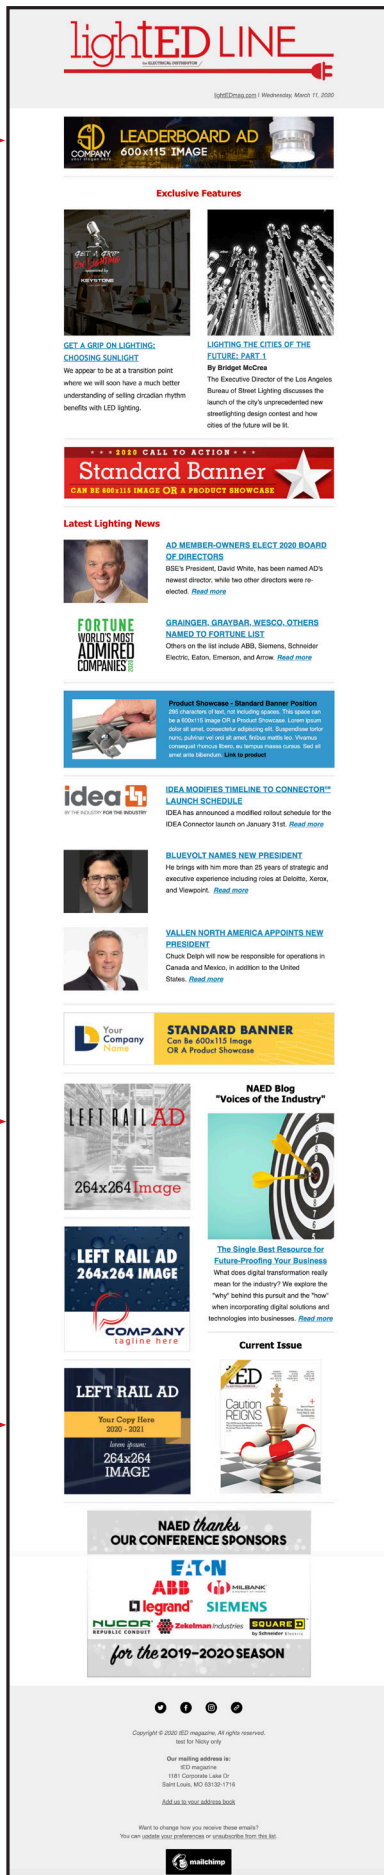 lightED LINE
by ELECTRICAL DISTRIBUTOR
lightEDmag.com | Wednesday, March 11, 2020
COMPANY
your slogan here
LEADERBOARD AD
600x115 IMAGE
Exclusive Features
GET A GRIP
ON LIGHTING
sponsored by
KEYSTONE
GET A GRIP ON LIGHTING:
CHOOSING SUNLIGHT
We appear to be at a transition point
where we will soon have a much better
understanding of selling circadian rhythm
benefits with LED lighting.
LIGHTING THE CITIES OF THE
FUTURE: PART 1
By Bridget McCrea
The Executive Director of the Los Angeles
Bureau of Street Lighting discusses the
launch of the city's unprecedented new
streetlighting design contest and how
cities of the future will be lit.
2020 CALL TO ACTION
Standard Banner
CAN BE 600x115 IMAGE OR A PRODUCT SHOWCASE
Latest Lighting News
AD MEMBER-OWNERS ELECT 2020 BOARD
OF DIRECTORS
BSE's President, David White, has been named AD's
newest director, while two other directors were re-
elected. Read more
FORTUNE
WORLD'S MOST
ADMIRED
COMPANIES 2020
GRAINGER, GRAYBAR, WESCO, OTHERS
NAMED TO FORTUNE LIST
Others on the list include ABB, Siemens, Schneider
Electric, Eaton, Emerson, and Arrow. Read more
Product Showcase - Standard Banner Position
295 characters of text, not including spaces. This space can
be a 600x115 image OR a Product Showcase. Lorem ipsum
dolor sit amet, consectetur adipiscing elit. Suspendisse tortor
nunc, pulvinar vel orci sit amet, finibus mattis leo. Vivamus
consequat rhoncus libero, eu tempus massa cursus. Sed sit
amet ante bibendum. Link to product
idea
BY THE INDUSTRY FOR THE INDUSTRY
IDEA MODIFIES TIMELINE TO CONNECTOR℠
LAUNCH SCHEDULE
IDEA has announced a modified rollout schedule for the
IDEA Connector launch on January 31st. Read more
BLUEVOLT NAMES NEW PRESIDENT
He brings with him more than 25 years of strategic and
executive experience including roles at Deloitte, Xerox,
and Viewpoint. Read more
VALLEN NORTH AMERICA APPOINTS NEW
PRESIDENT
Chuck Delph will now be responsible for operations in
Canada and Mexico, in addition to the United
States. Read more
Your
Company
Name
STANDARD BANNER
Can Be 600x115 Image
OR A Product Showcase
LEFT RAIL AD
264x264 Image
LEFT RAIL AD
264x264 IMAGE
COMPANY
tagline here
LEFT RAIL AD
Your Copy Here
2020 - 2021
lorem ipsum:
264x264
IMAGE
NAED Blog
"Voices of the Industry"
The Single Best Resource for
Future-Proofing Your Business
What does digital transformation really
mean for the industry? We explore the
"why" behind this pursuit and the "how"
when incorporating digital solutions and
technologies into businesses. Read more
Current Issue
tED
Caution
REIGNS
NAED thanks
OUR CONFERENCE SPONSORS
EATON
ABB
MILBANK
legrand
SIEMENS
NUCOR
REPUBLIC CONDUIT
Zekelman industries
SQUARE D
by Schneider Electric
for the 2019-2020 SEASON
Copyright © 2020 tED magazine, All rights reserved.
test for Nicky only
Our mailing address is:
tED magazine
1181 Corporate Lake Dr
Saint Louis, MO 63132-1716
Add us to your address book
Want to change how you receive these emails?
You can update your preferences or unsubscribe from this list.
mailchimp